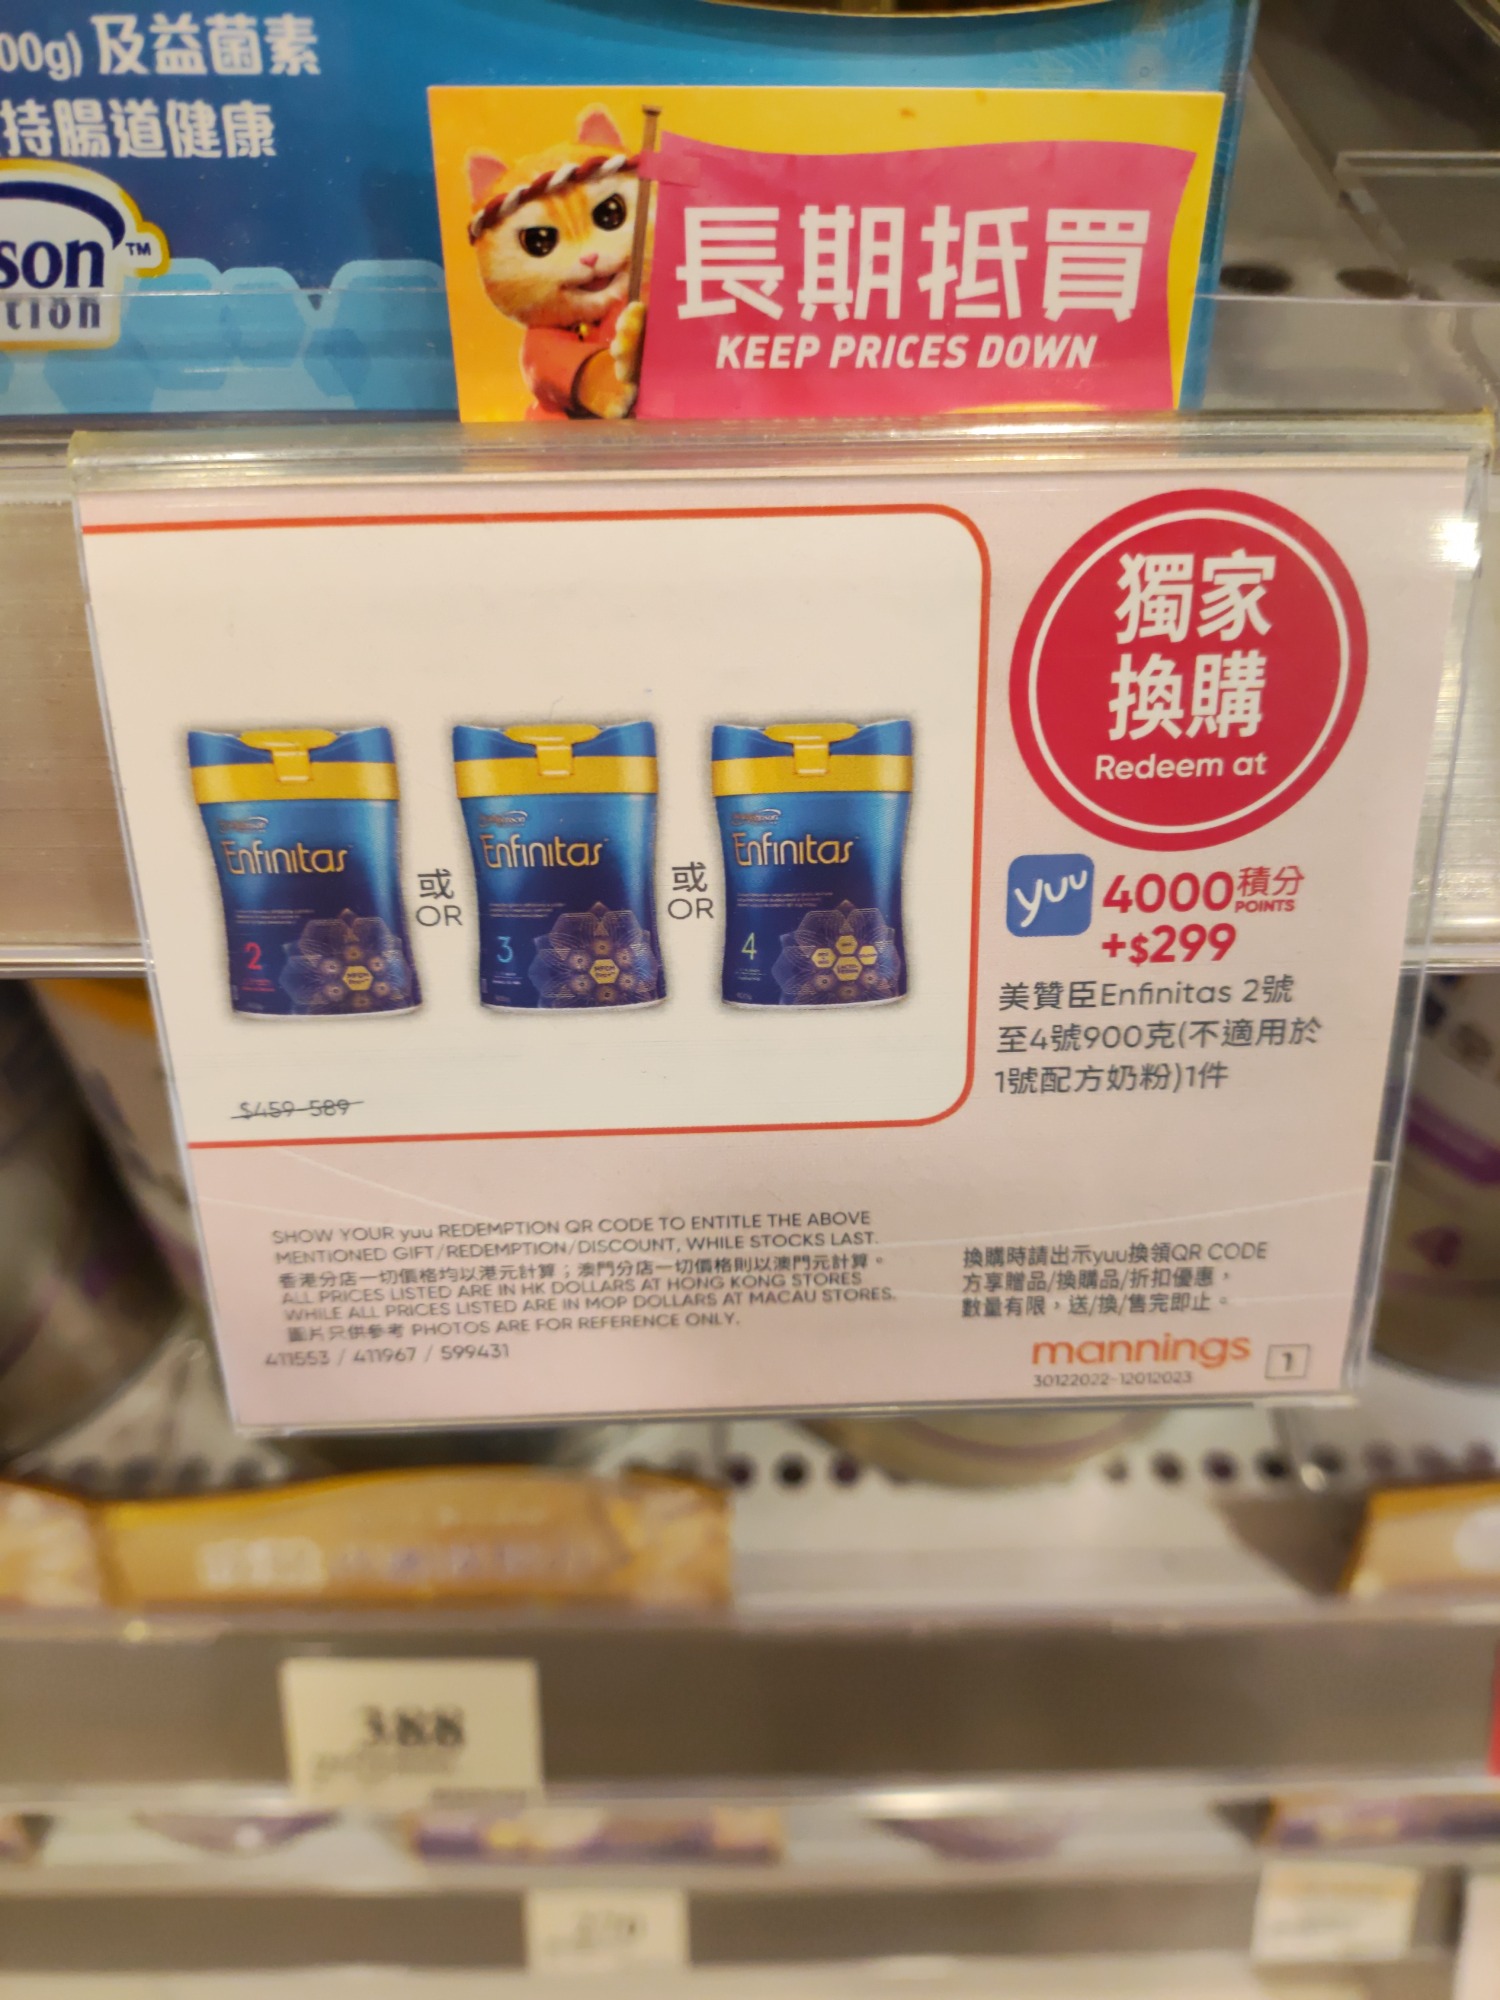 00g) 及益菌素
持腸道健康
son™
長期抵買
KEEP PRICES DOWN
獨家
換購
Redeem at
yuu 4000積分
POINTS
+$299
美贊臣Enfinitas 2號
至4號900克(不適用於
1號配方奶粉)1件
Enfinitas
2
或
OR
Enfinitas
3
或
OR
Enfinitas
4
$459-589
SHOW YOUR yuu REDEMPTION QR CODE TO ENTITLE THE ABOVE
MENTIONED GIFT/REDEMPTION/DISCOUNT, WHILE STOCKS LAST.
香港分店一切價格均以港元計算；澳門分店一切價格則以澳門元計算。
ALL PRICES LISTED ARE IN HK DOLLARS AT HONG KONG STORES
WHILE ALL PRICES LISTED ARE IN MOP DOLLARS AT MACAU STORES.
圖片只供參考 PHOTOS ARE FOR REFERENCE ONLY.
411553 / 411967 / 599431
換購時請出示yuu換領QR CODE
方享贈品/換購品/折扣優惠，
數量有限，送/換/售完即止。
mannings 1
30122022-12012023
388